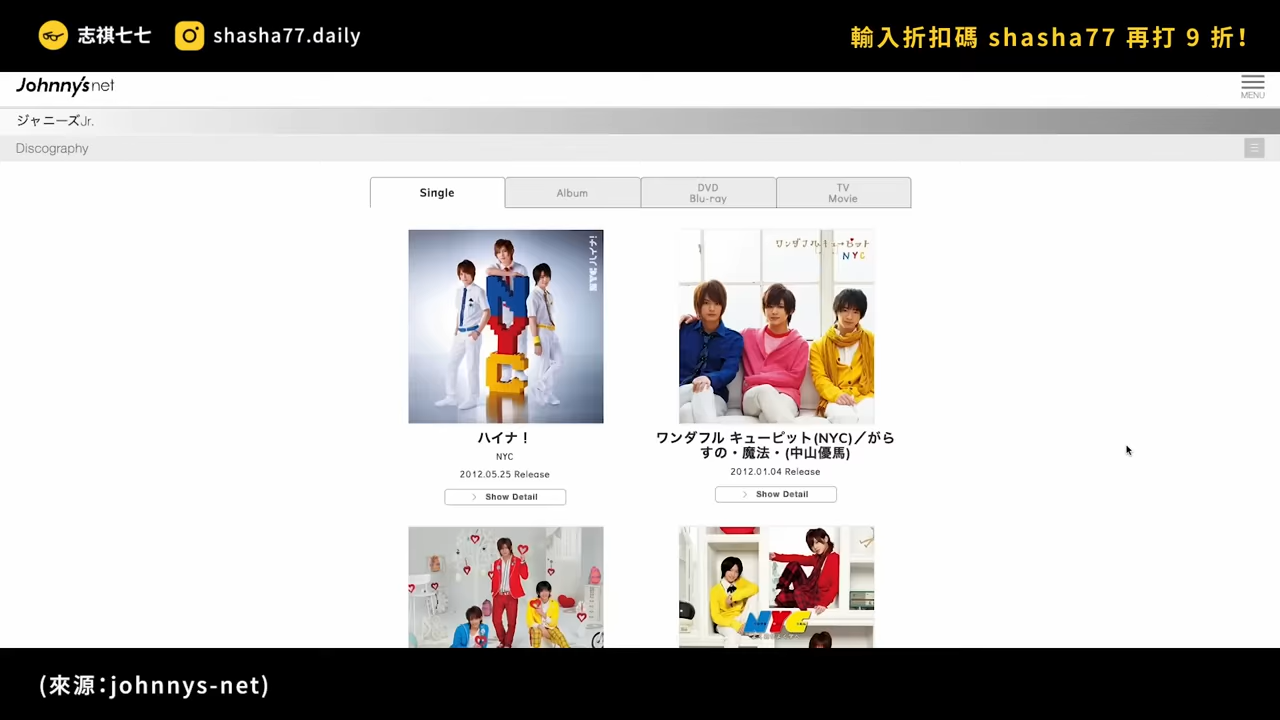 志祺七七
shasha77.daily
輸入折扣碼 shasha77 再打 9 折!
Johnny's net
MENU
ジャニーズJr.
Discography
Single
Album
DVD
Blu-ray
TV
Movie
NYC
ハイナ!
ワンダフル キューピット
NYC
ハイナ！
NYC
2012.05.25 Release
Show Detail
ワンダフル キューピット(NYC)／がら
すの・魔法・(中山優馬)
2012.01.04 Release
Show Detail
NYC
(來源：johnnys-net)